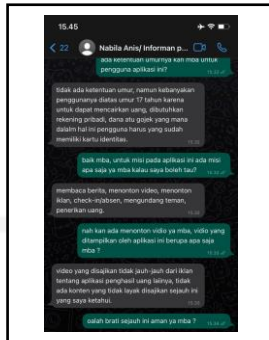 15.45
22
Nabila Anis/ Informan p...
ada ketentuan umurnya kah mba untuk
pengguna aplikasi ini?
15.25
tidak ada ketentuan umur, namun kebanyakan
penggunanya diatas umur 17 tahun karena
untuk dapat mencairkan uang, dibutuhkan
rekening pribadi, dana atu gojek yang mana
dalalm hal ini pengguna harus yang sudah
memiliki kartu identitas.
baik mba, untuk misi pada aplikasi ini ada misi
apa saja ya mba kalau saya boleh tau?
membaca berita, menonton video, menonton
iklan, check-in/absen, mengundang teman,
penerikan uang.
nah kan ada menonton vidio ya mba, vidio yang
ditampilkan oleh aplikasi ini berupa apa saja
mba ?
video yang disajikan tidak jauh-jauh dari iklan
tentang aplikasi penghasil uang lainya, tidak
ada konten yang tidak layak disajikan sejauh ini
yang saya ketahui.
oalah brati sejauh ini aman ya mba ?